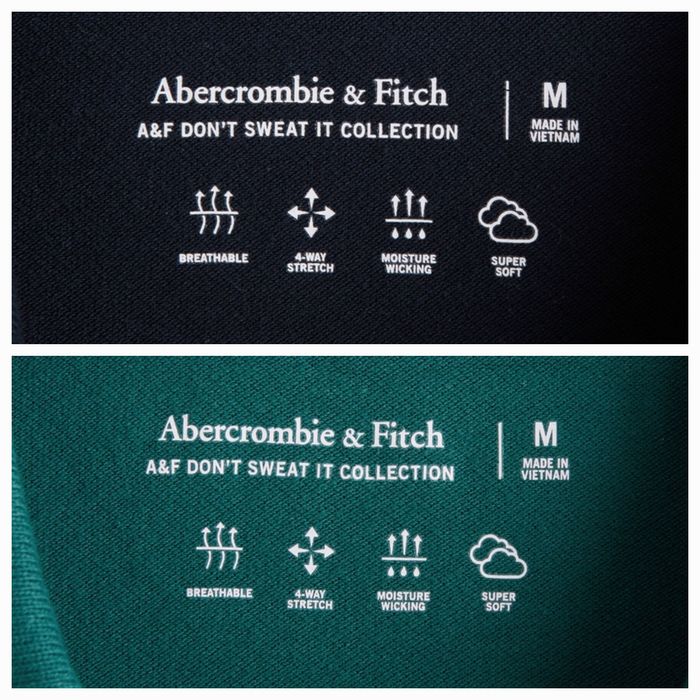 Abercrombie & Fitch
A&F DON'T SWEAT IT COLLECTION
M
MADE IN
VIETNAM
BREATHABLE
4-WAY
STRETCH
MOISTURE
WICKING
SUPER
SOFT
Abercrombie & Fitch
A&F DON'T SWEAT IT COLLECTION
M
MADE IN
VIETNAM
BREATHABLE
4-WAY
STRETCH
MOISTURE
WICKING
SUPER
SOFT